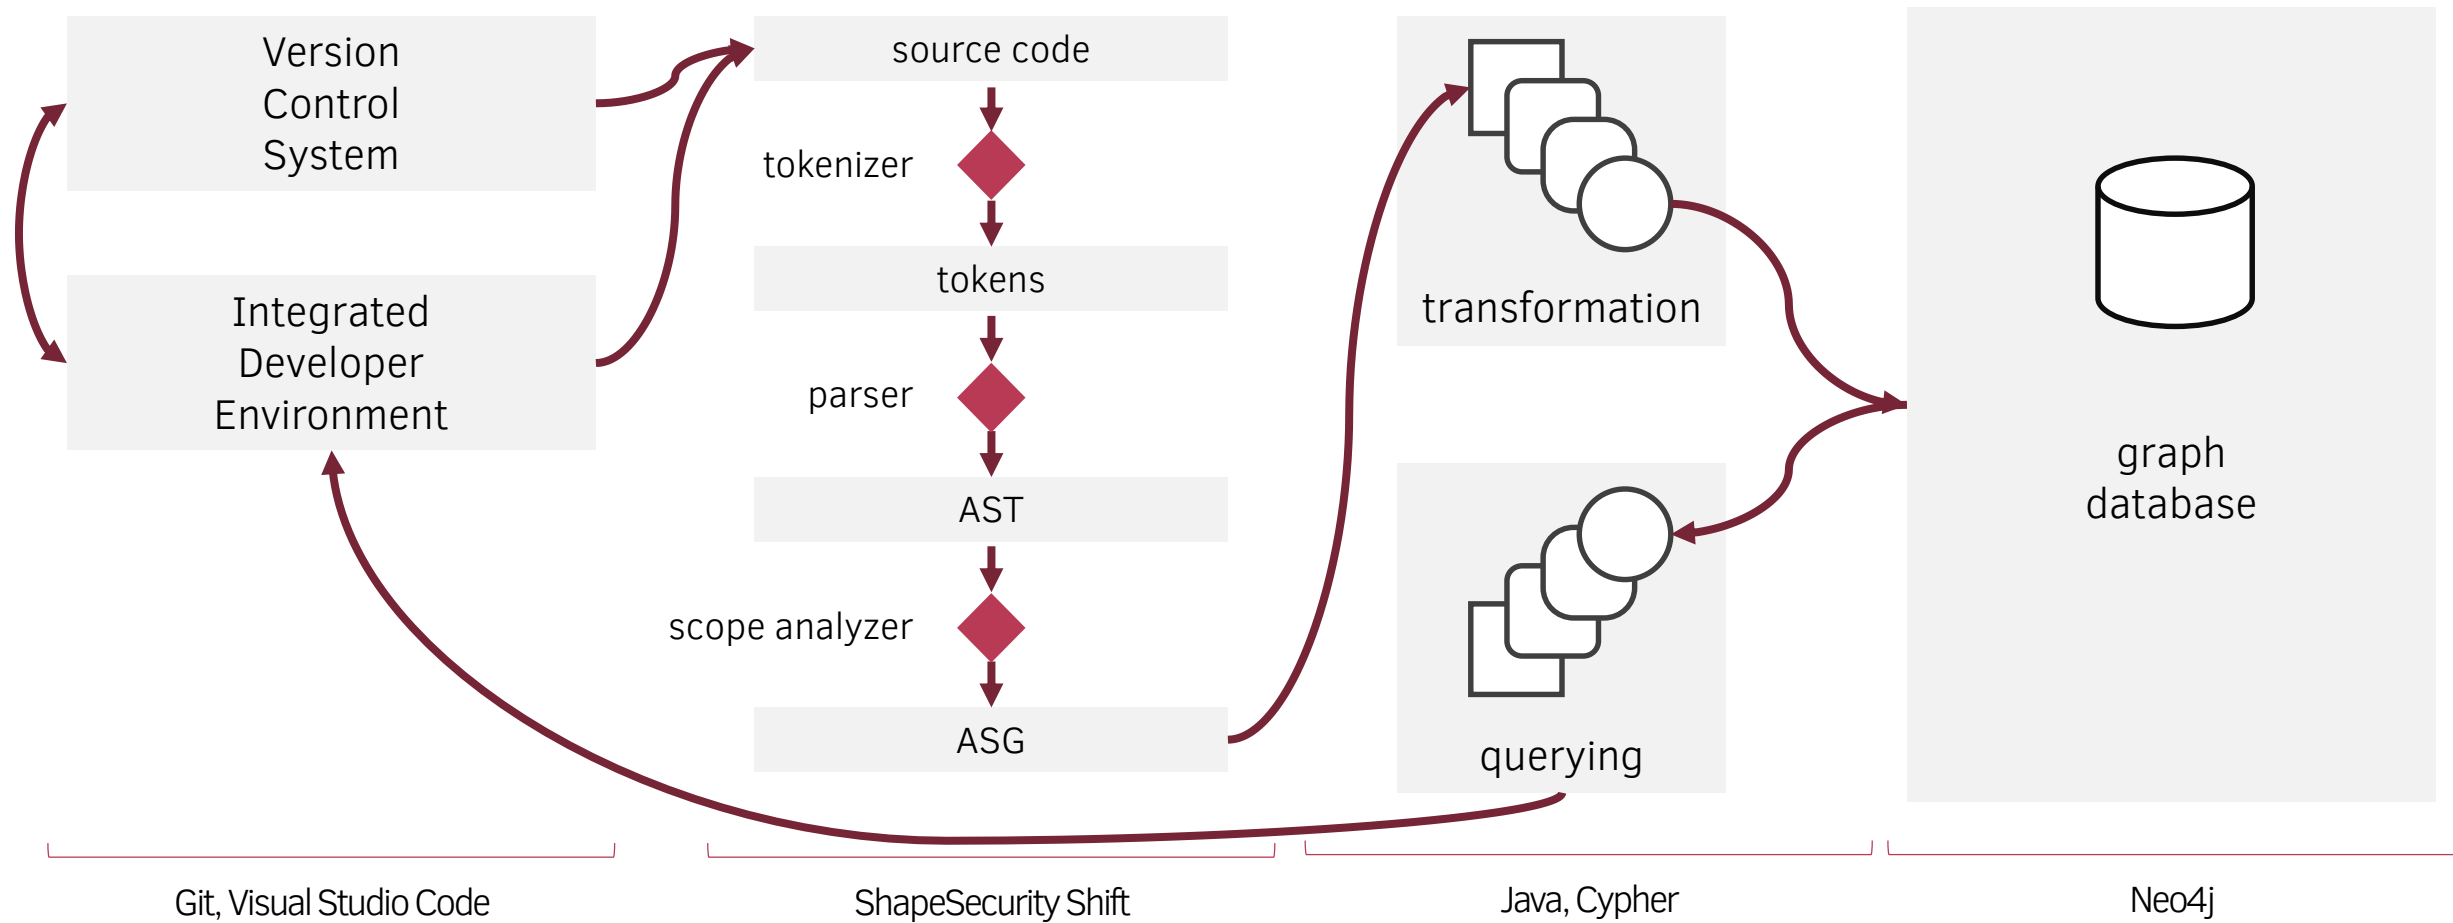 Version
Control
System
Integrated
Developer
Environment
source code
tokenizer
tokens
parser
AST
scope analyzer
ASG
transformation
querying
graph
database
Git, Visual Studio Code
ShapeSecurity Shift
Java, Cypher
Neo4j